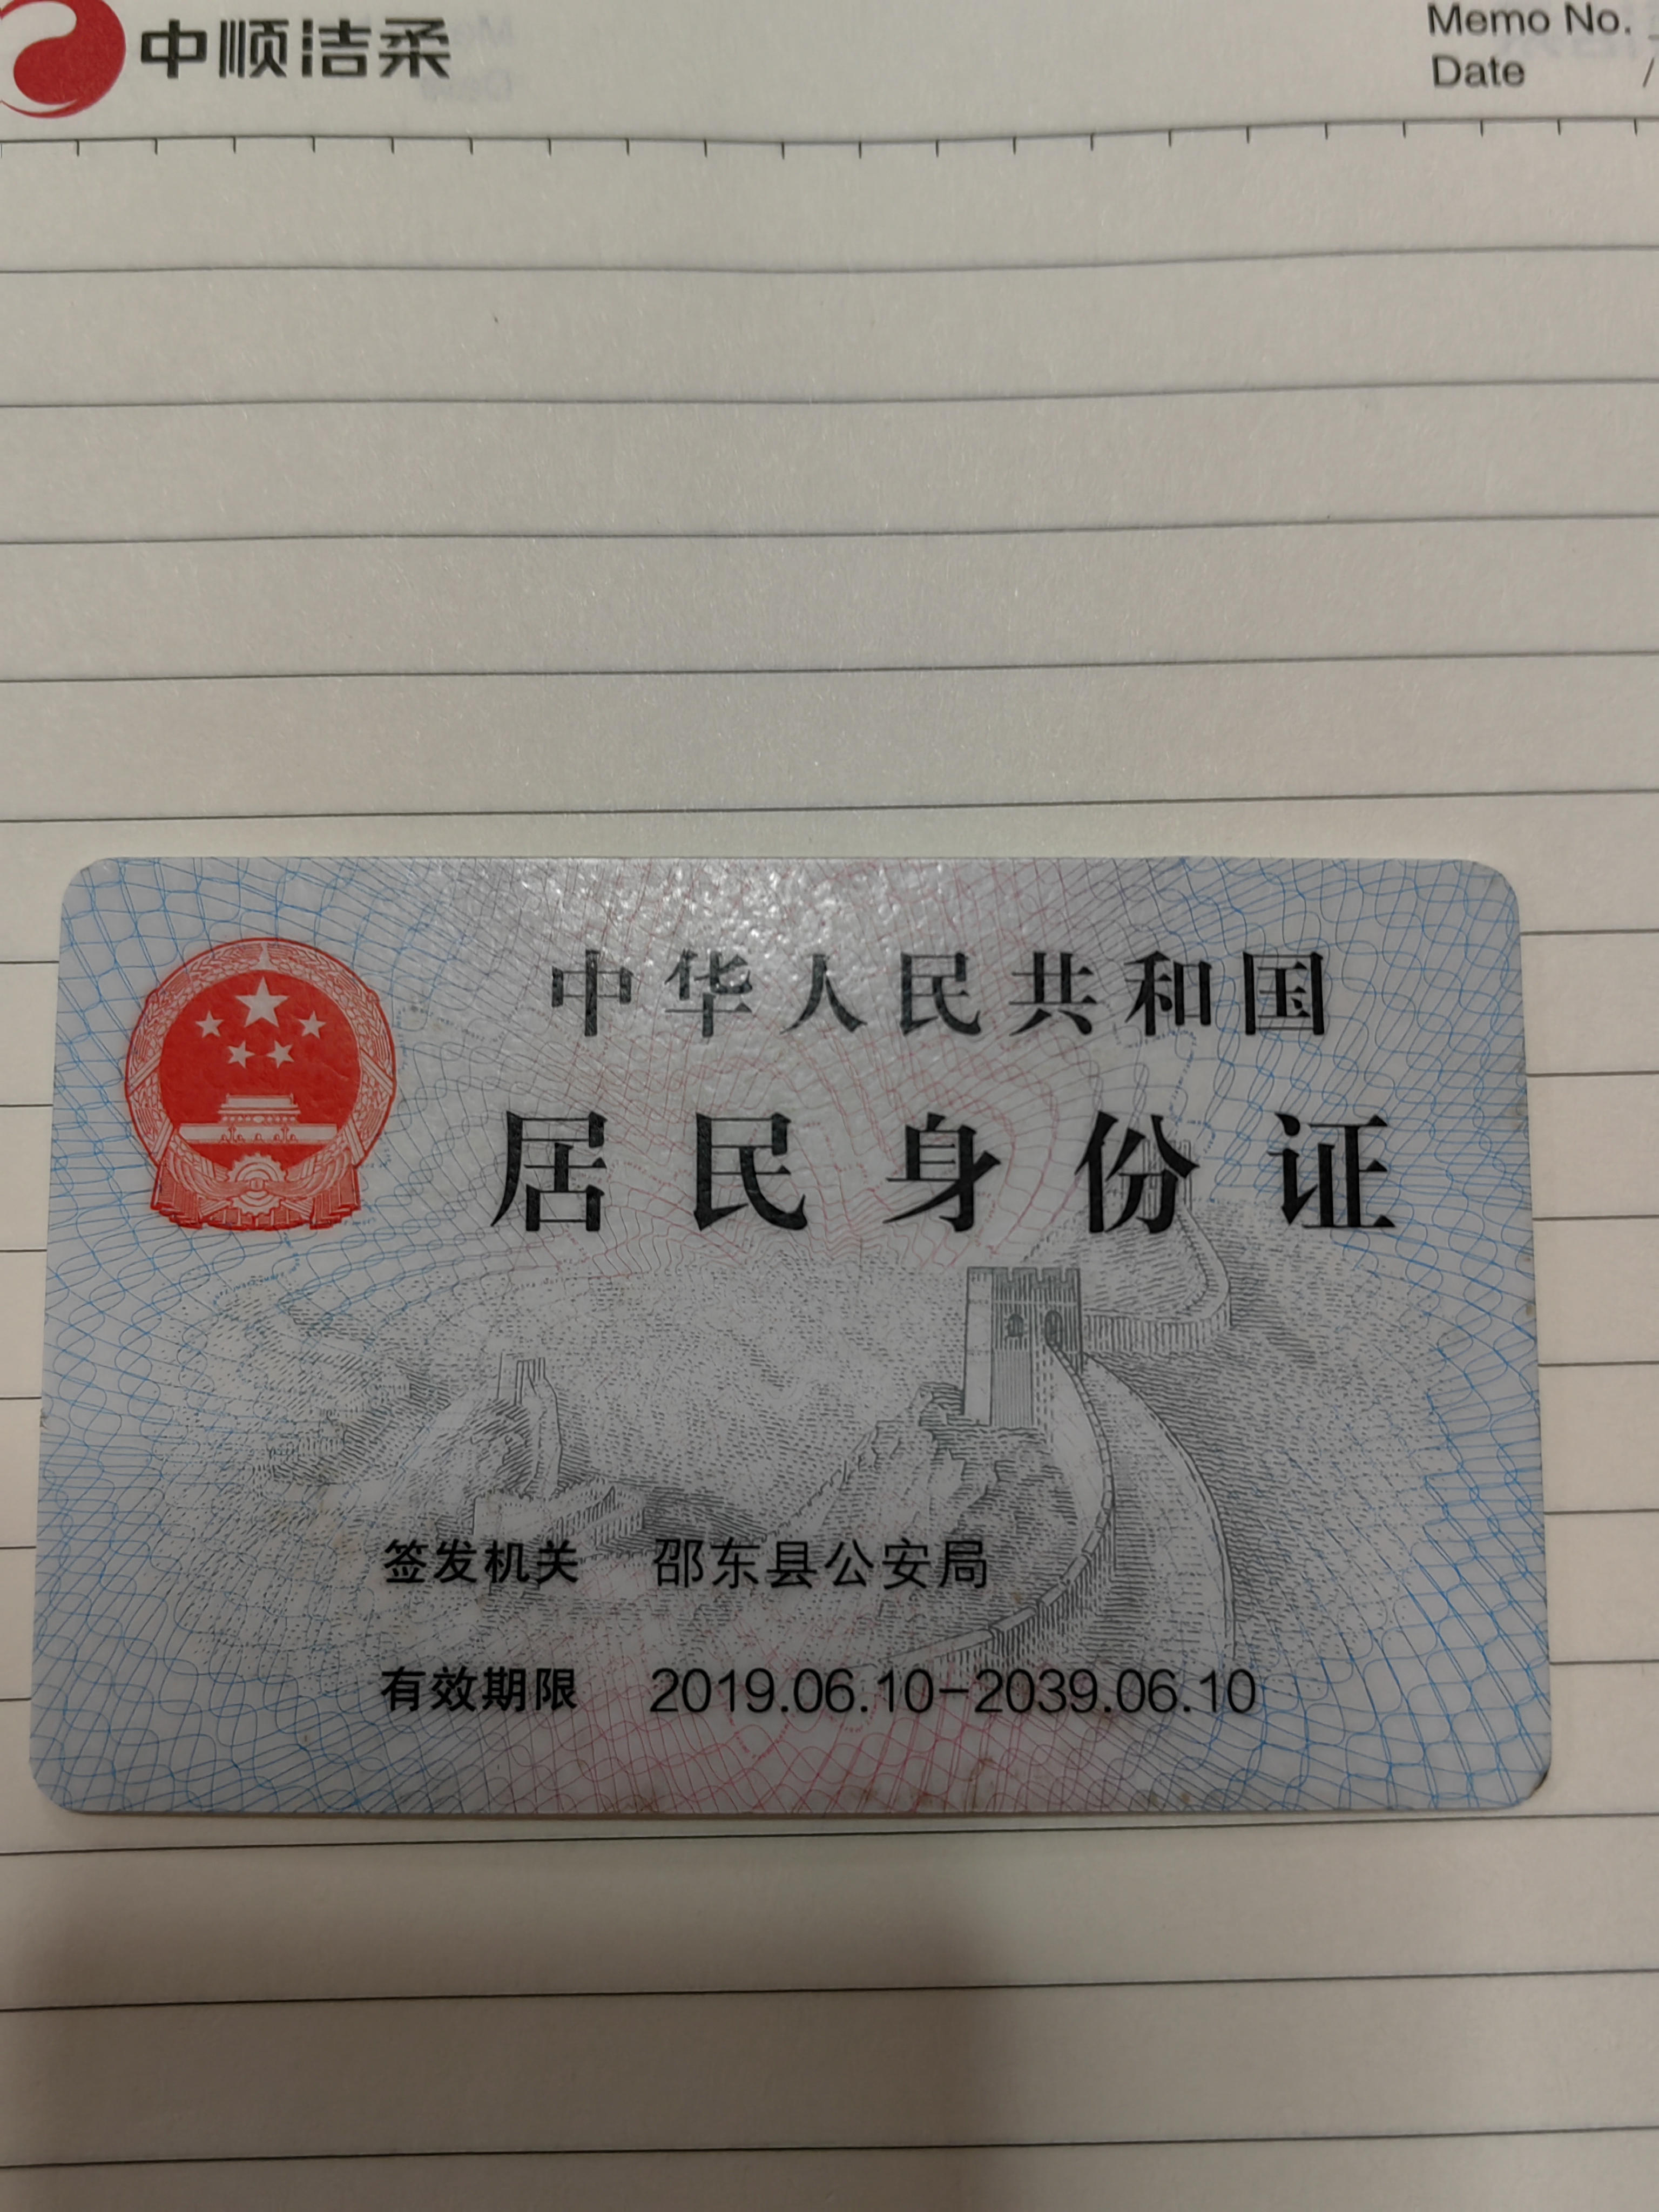 中顺洁柔
Memo No.
Date /
中华人民共和国
居民身份证
签发机关 邵东县公安局
有效期限 2019.06.10-2039.06.10